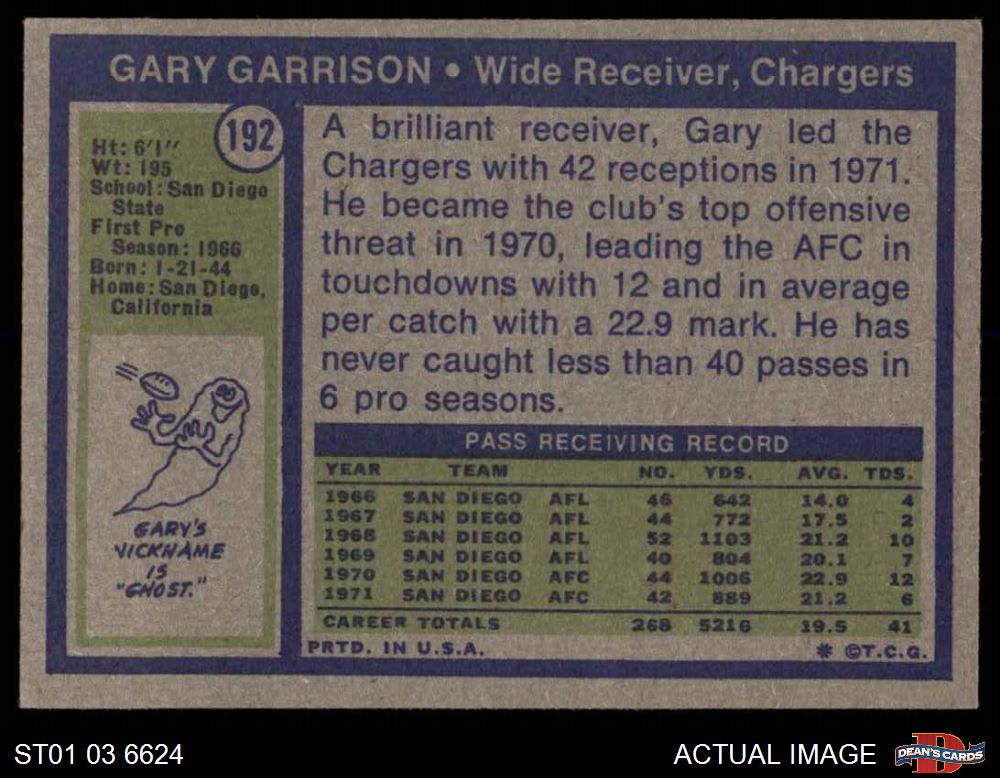 GARY GARRISON • Wide Receiver, Chargers
192
Ht: 6'1"
Wt: 195
School: San Diego
State
First Pro
Season: 1966
Born: 1-21-44
Home: San Diego,
California
GARY'S
NICKNAME
IS
"GHOST."
A brilliant receiver, Gary led the
Chargers with 42 receptions in 1971.
He became the club's top offensive
threat in 1970, leading the AFC in
touchdowns with 12 and in average
per catch with a 22.9 mark. He has
never caught less than 40 passes in
6 pro seasons.
PASS RECEIVING RECORD
YEAR TEAM NO. YDS. AVG. TDS.
1966 SAN DIEGO AFL 46 642 14.0 4
1967 SAN DIEGO AFL 44 772 17.5 2
1968 SAN DIEGO AFL 52 1103 21.2 10
1969 SAN DIEGO AFL 40 804 20.1 7
1970 SAN DIEGO AFC 44 1006 22.9 12
1971 SAN DIEGO AFC 42 889 21.2 6
CAREER TOTALS 268 5216 19.5 41
PRTD. IN U.S.A. * ©T.C.G.
ST01 03 6624
ACTUAL IMAGE
D
DEAN'S CARDS